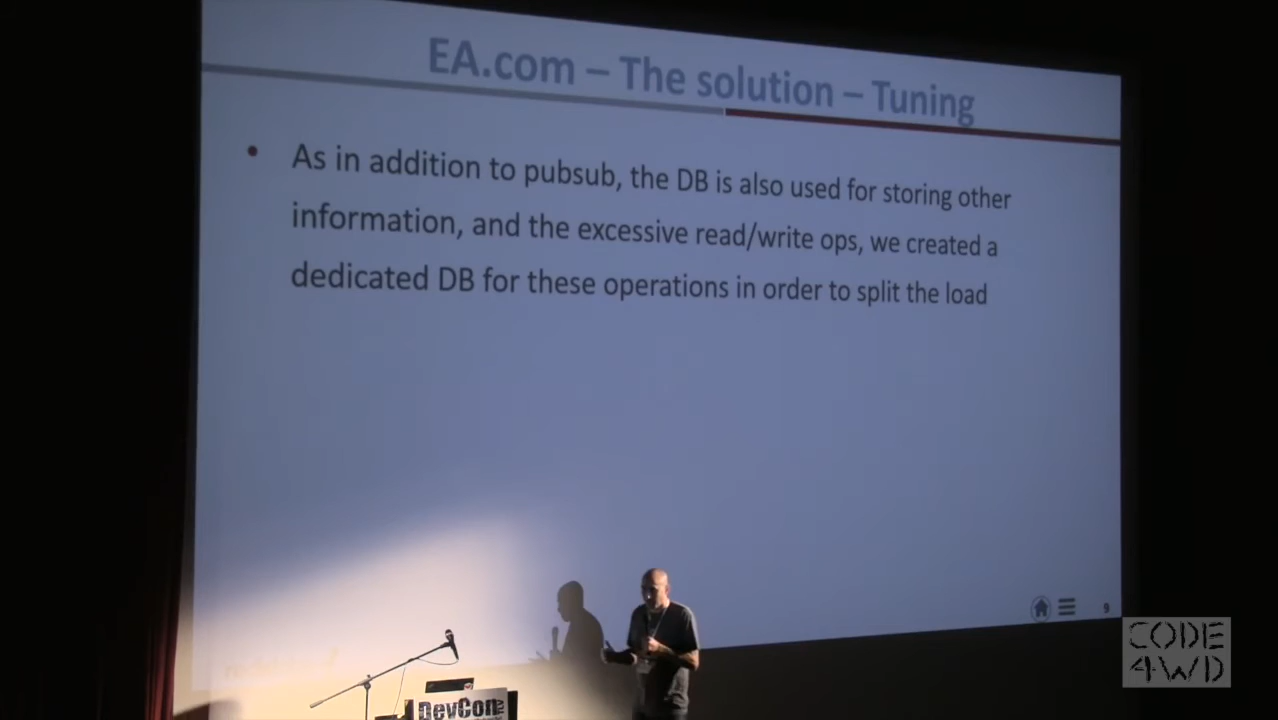 EA.com – The solution – Tuning
• As in addition to pubsub, the DB is also used for storing other
information, and the excessive read/write ops, we created a
dedicated DB for these operations in order to split the load
9
CODE
4WD
DevCon